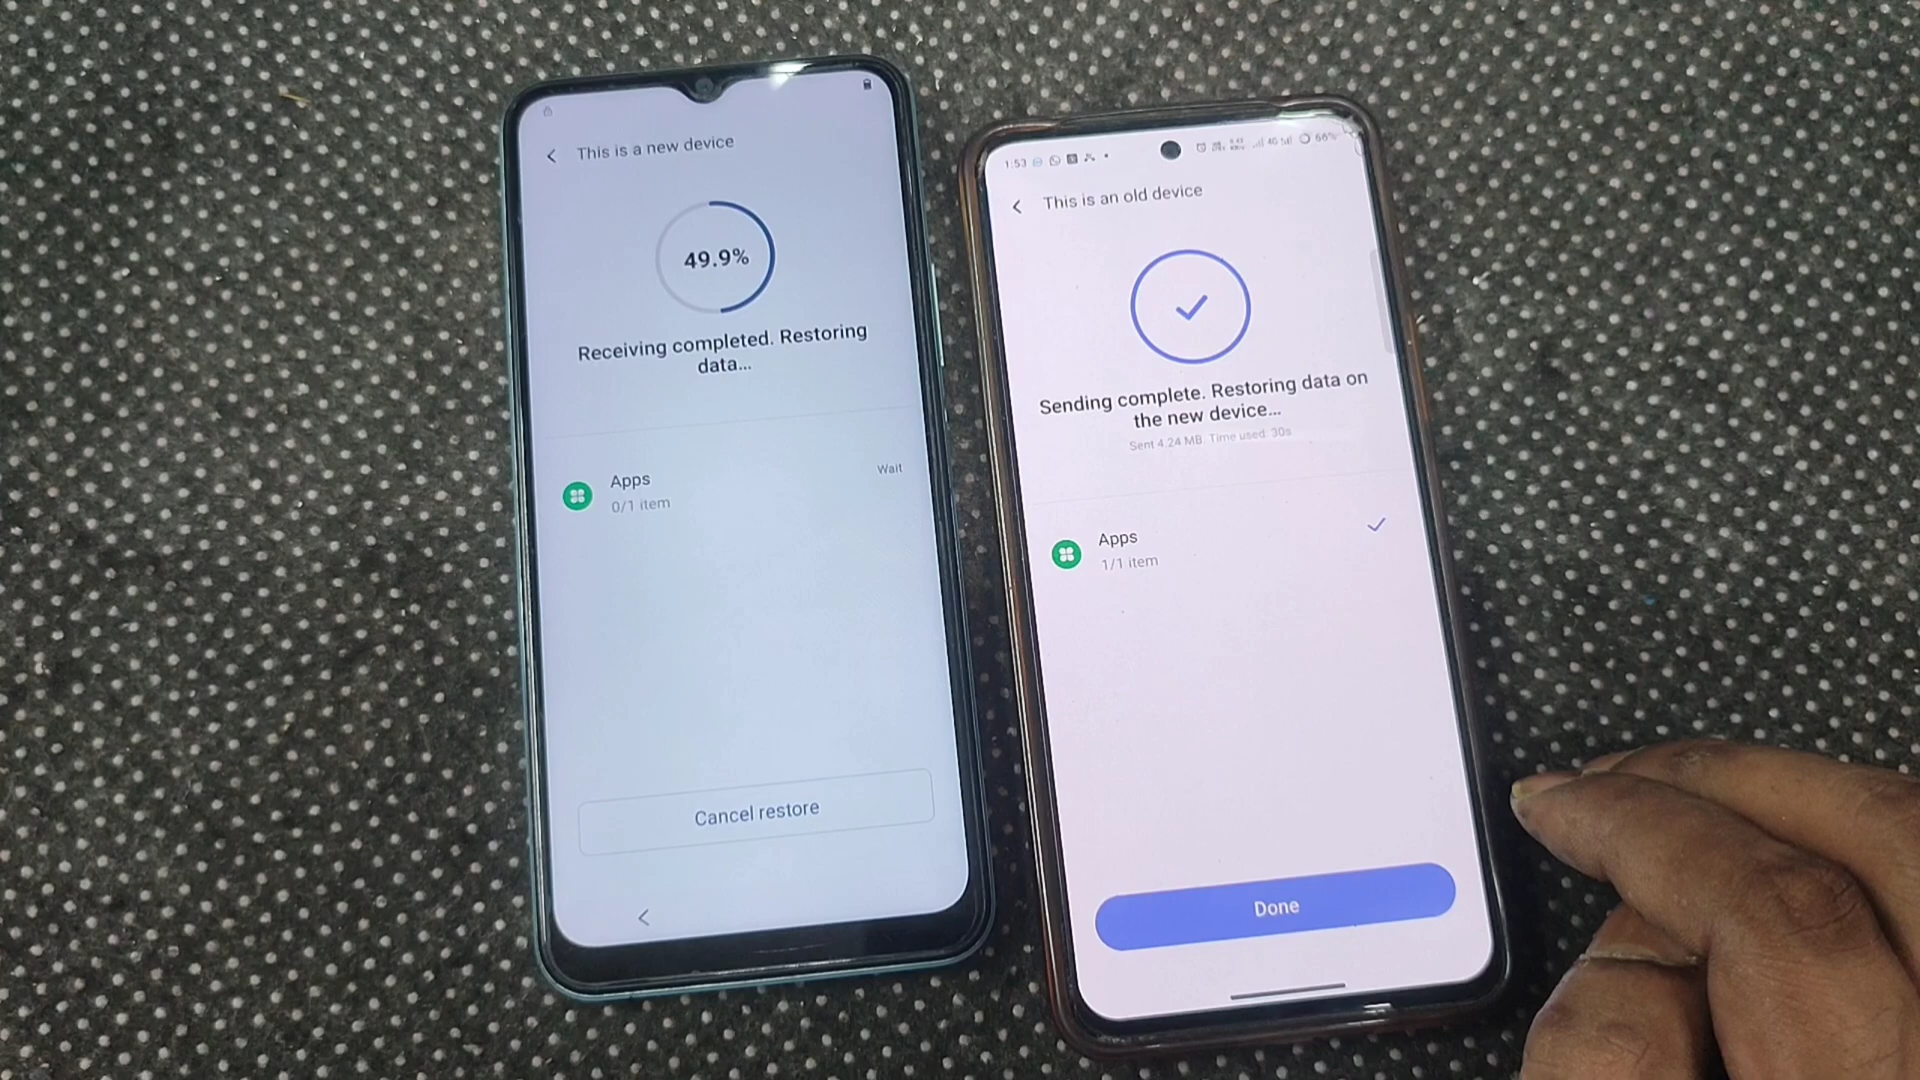 This is a new device
49.9%
Receiving completed. Restoring
data...
Apps
Wait
0/1 item
Cancel restore
1:53
4G
66%
This is an old device
Sending complete. Restoring data on
the new device...
Sent 4.24 MB. Time used: 30s
Apps
1/1 item
Done